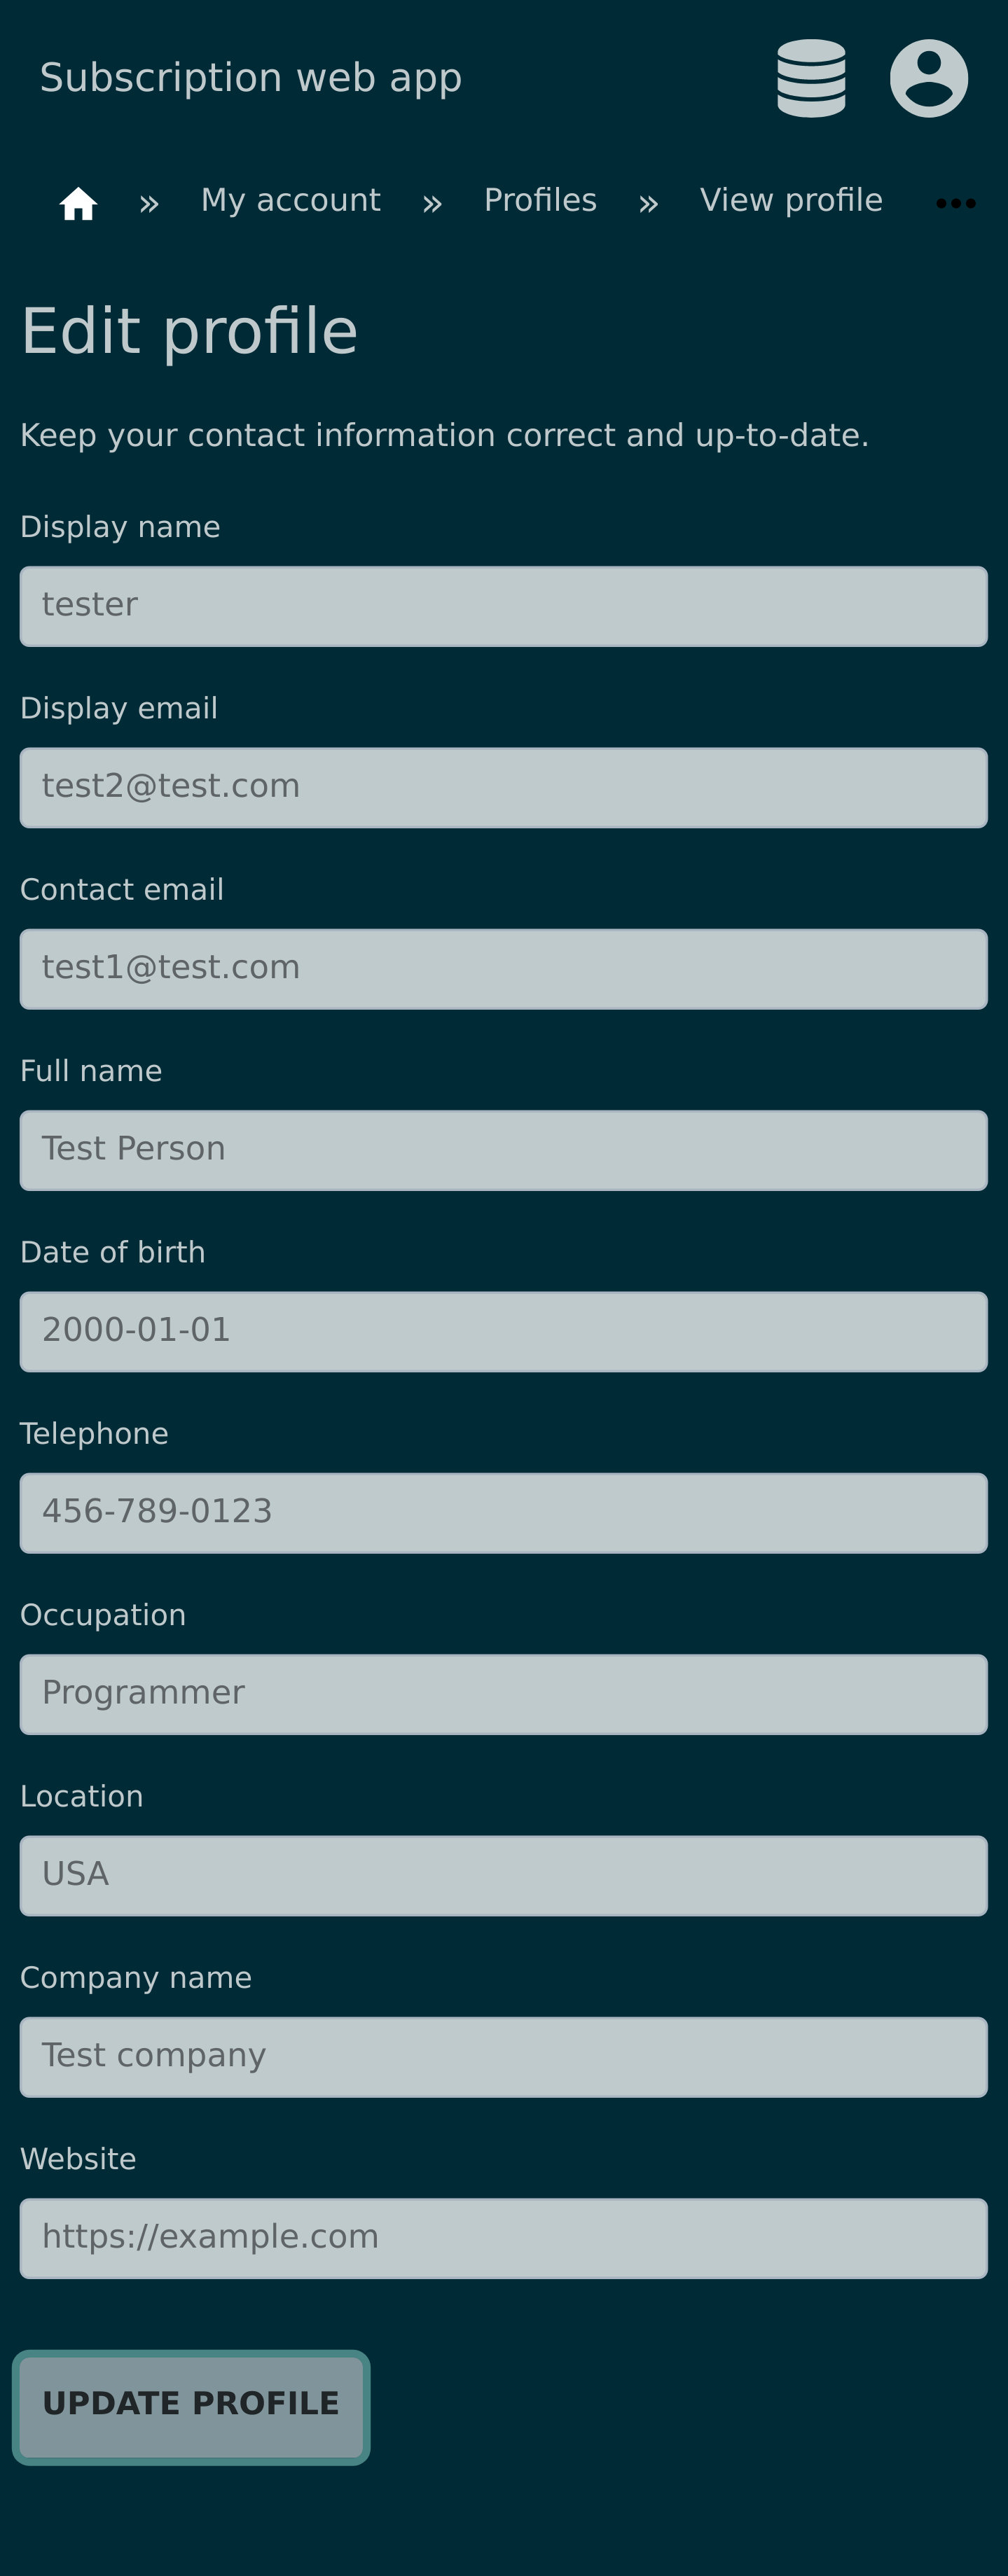 Subscription web app
» My account » Profiles » View profile •••
Edit profile
Keep your contact information correct and up-to-date.
Display name
tester
Display email
test2@test.com
Contact email
test1@test.com
Full name
Test Person
Date of birth
2000-01-01
Telephone
456-789-0123
Occupation
Programmer
Location
USA
Company name
Test company
Website
https://example.com
UPDATE PROFILE